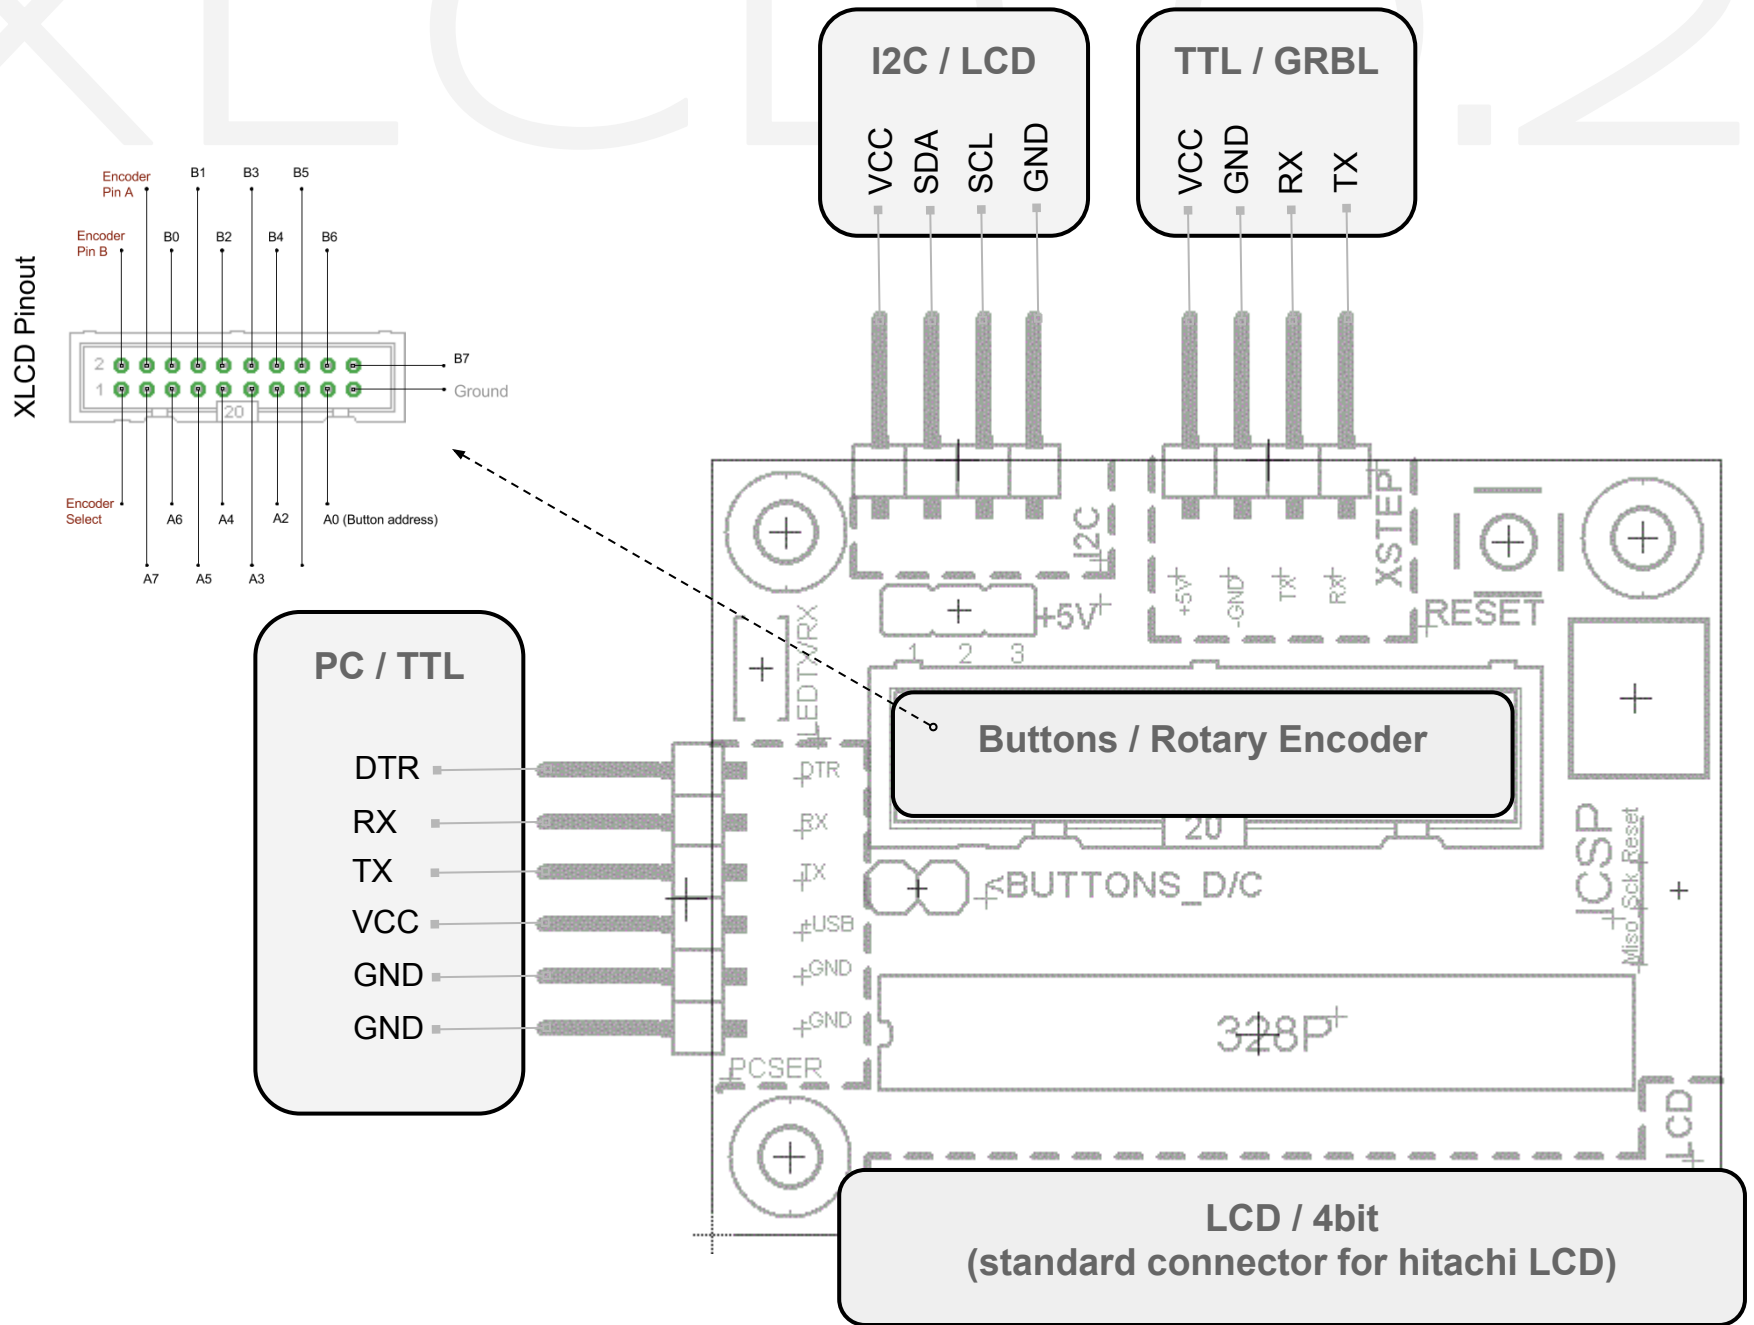 XLCD
.2
I2C / LCD
VCC
SDA
SCL
GND
TTL / GRBL
VCC
GND
RX
TX
XLCD Pinout
Encoder
Pin A
B1
B3
B5
Encoder
Pin B
B0
B2
B4
B6
2
1
20
B7
Ground
Encoder
Select
A6
A4
A2
A0 (Button address)
A7
A5
A3
I2C
XSTEP
+5V
-GND
TX
RX
RESET
+5V
1 2 3
LEDTX/RX
PC / TTL
DTR
RX
TX
VCC
GND
GND
DTR
RX
TX
+USB
GND
GND
PCSER
Buttons / Rotary Encoder
20
<BUTTONS_D/C
ICSP
Miso Sck Reset
328P
LCD
LCD / 4bit
(standard connector for hitachi LCD)